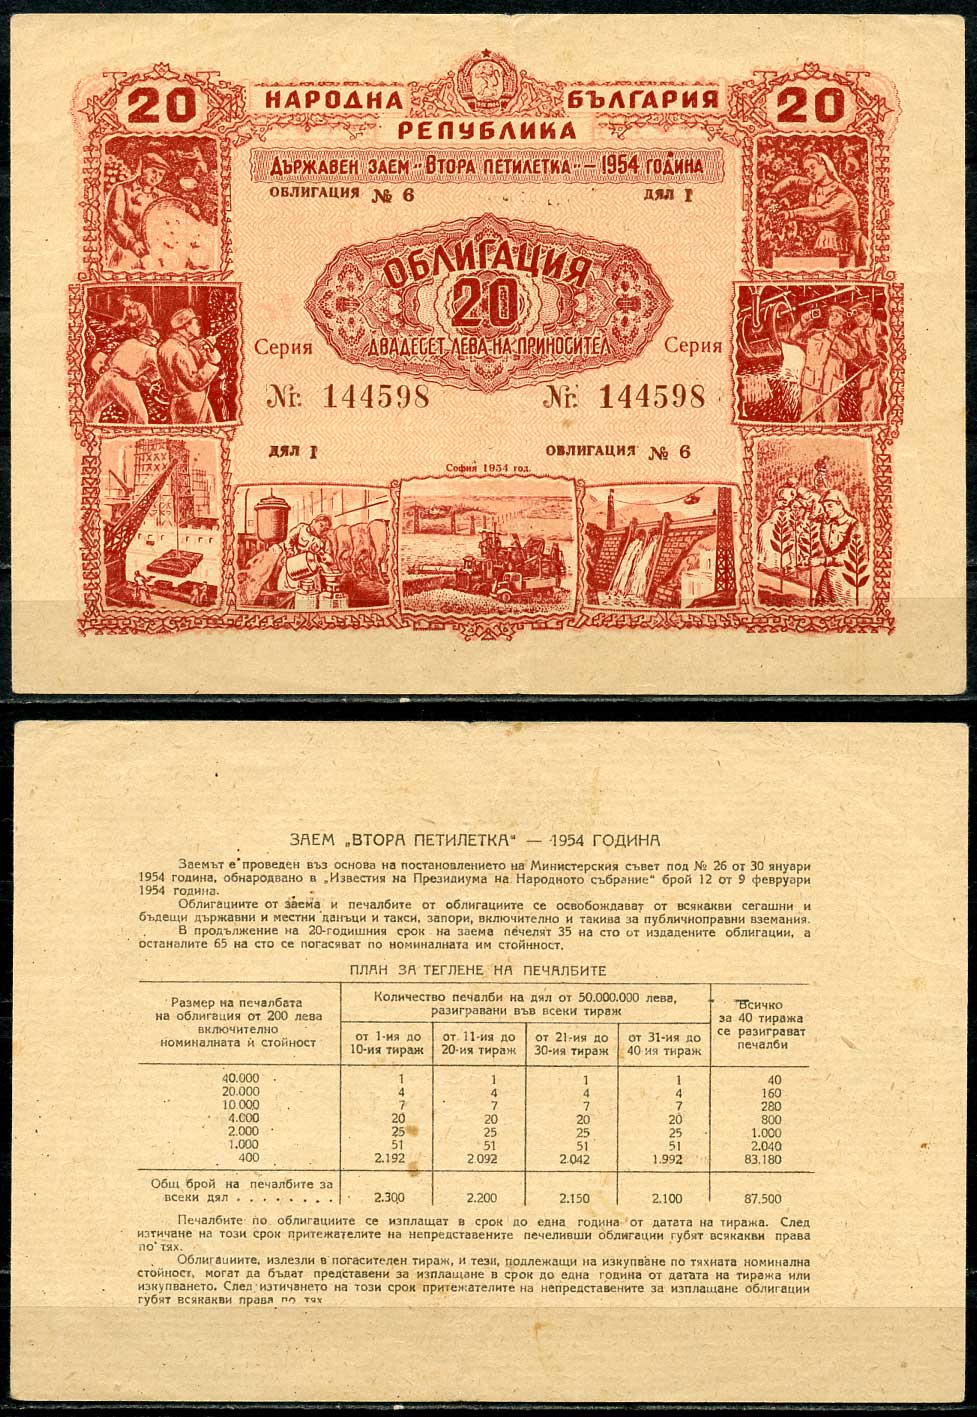 20 НАРОДНА БЪЛГАРИЯ 20
РЕПУБЛИКА
ДЪРЖАВЕН ЗАЕМ "ВТОРА ПЕТИЛЕТКА" - 1954 ГОДИНА
ОБЛИГАЦИЯ № 6 ДЯЛ I
ОБЛИГАЦИЯ
20
ДВАДЕСЕТ ЛЕВА НА ПРИНОСИТЕЛ
Серия Серия
Nr. 144598 Nr. 144598
ДЯЛ I ОБЛИГАЦИЯ № 6
София 1954 год.
ЗАЕМ „ВТОРА ПЕТИЛЕТКА“ — 1954 ГОДИНА
Заемът е проведен въз основа на постановлението на Министерския съвет под № 26 от 30 януари
1954 година, обнародвано в „Известия на Президиума на Народното събрание“ брой 12 от 9 февруари
1954 година.
Облигациите от заема и печалбите от облигациите се освобождават от всякакви сегашни и
бъдещи държавни и местни данъци и такси, запори, включително и такива за публичноправни вземания.
В продължение на 20-годишния срок на заема печелят 35 на сто от издадените облигации, а
останалите 65 на сто се погасяват по номиналната им стойнност.
ПЛАН ЗА ТЕГЛЕНЕ НА ПЕЧАЛБИТЕ
Размер на печалбата
на облигация от 200 лева
включително
номиналната ѝ стойност
Количество печалби на дял от 50.000.000 лева,
разигравани във всеки тираж
от 1-ия до
10-ия тираж
от 11-ия до
20-ия тираж
от 21-ия до
30-ия тираж
от 31-ия до
40 ия тираж
Всичко
за 40 тиража
се разиграват
печалби
40.000 1 1 1 1 40
20.000 4 4 4 4 160
10.000 7 7 7 7 280
4.000 20 20 20 20 800
2.000 25 25 25 25 1.000
1.000 51 51 51 51 2.040
400 2.192 2 092 2.042 1.992 83.180
Общ брой на печалбите за
всеки дял . . . . . . . . 2.300 2.200 2.150 2.100 87.500
Печалбите по облигациите се изплащат в срок до една година от датата на тиража. След
изтичане на този срок притежателите на непредставените печеливши облигации губят всякакви права
по тях.
Облигациите, излезли в погасителен тираж, и тези, подлежащи на изкупване по тяхната номинална
стойност, могат да бъдат представени за изплащане в срок до една година от датата на тиража или
изкупването. След изтичането на този срок притежателите на непредставените за изплащане облигации
губят всякакви права по тях